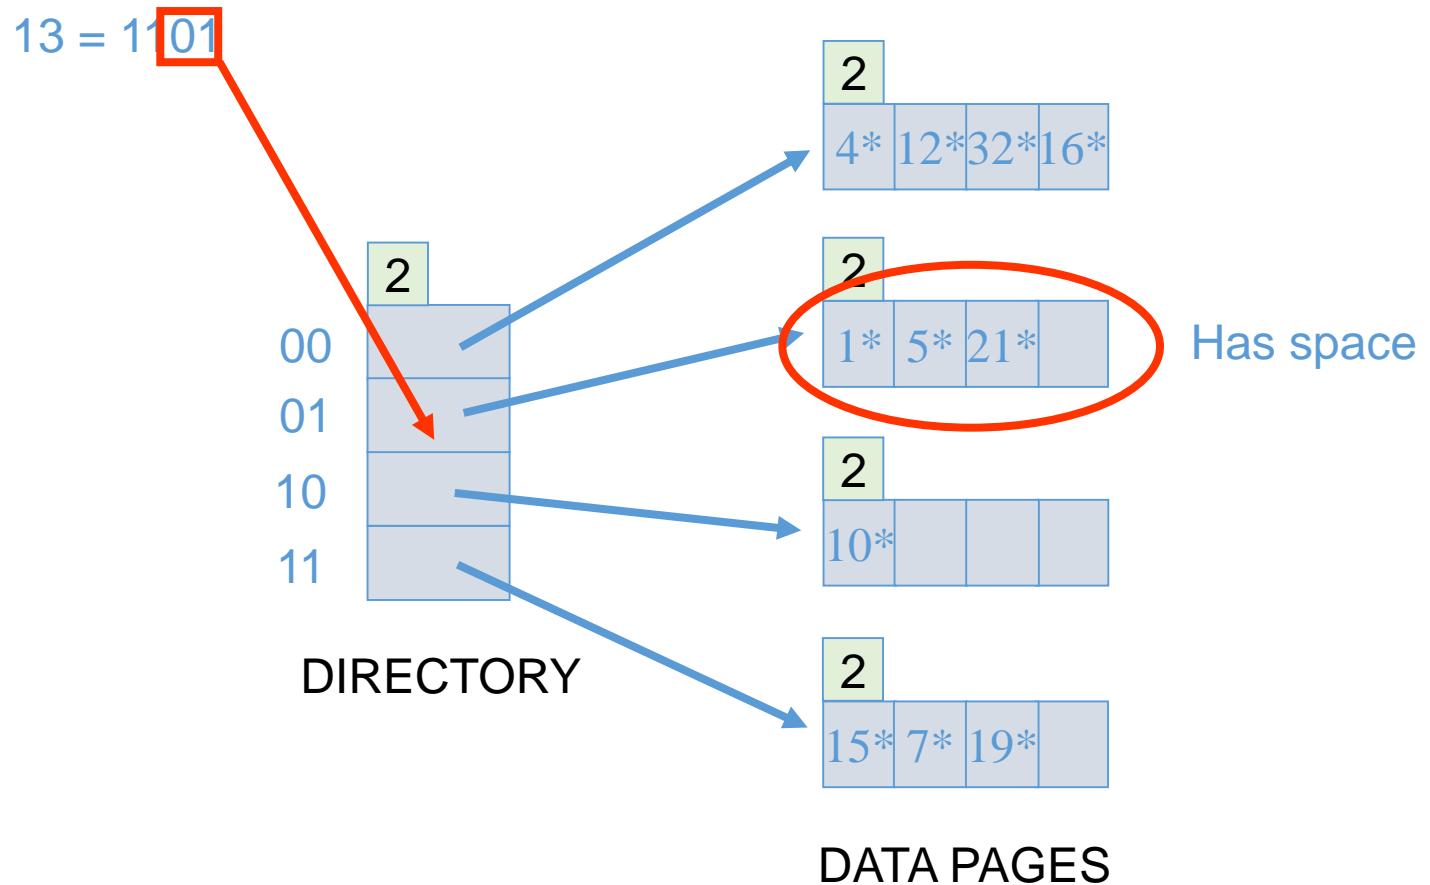 13 = 1101
2
4* 12* 32* 16*
2
2
00
01
10
11
1* 5* 21*
Has space
2
10*
DIRECTORY
2
15* 7* 19*
DATA PAGES